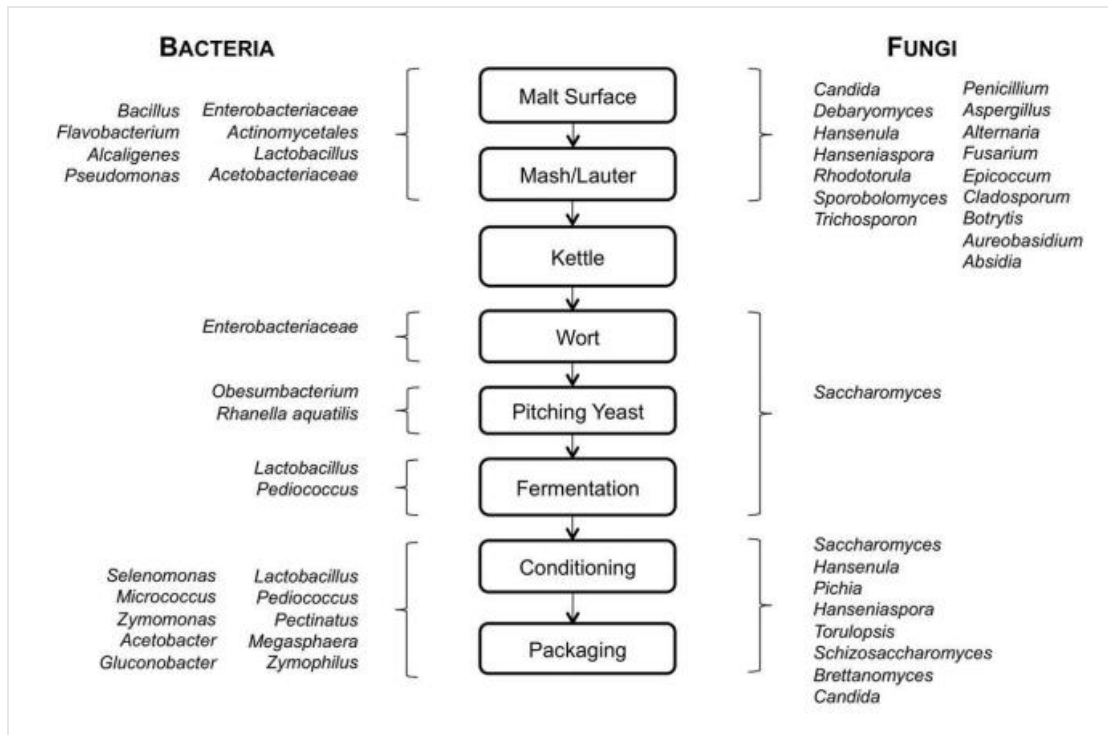 BACTERIA
FUNGI
Malt Surface
Mash/Lauter
Kettle
Wort
Pitching Yeast
Fermentation
Conditioning
Packaging
Bacillus Enterobacteriaceae
Flavobacterium Actinomycetales
Alcaligenes Lactobacillus
Pseudomonas Acetobacteriaceae
Enterobacteriaceae
Obesumbacterium
Rhanella aquatilis
Lactobacillus
Pediococcus
Selenomonas Lactobacillus
Micrococcus Pediococcus
Zymomonas Pectinatus
Acetobacter Megasphaera
Gluconobacter Zymophilus
Candida Penicillium
Debaryomyces Aspergillus
Hansenula Alternaria
Hanseniaspora Fusarium
Rhodotorula Epicoccum
Sporobolomyces Cladosporum
Trichosporon Botrytis
Aureobasidium
Absidia
Saccharomyces
Saccharomyces
Hansenula
Pichia
Hanseniaspora
Torulopsis
Schizosaccharomyces
Brettanomyces
Candida